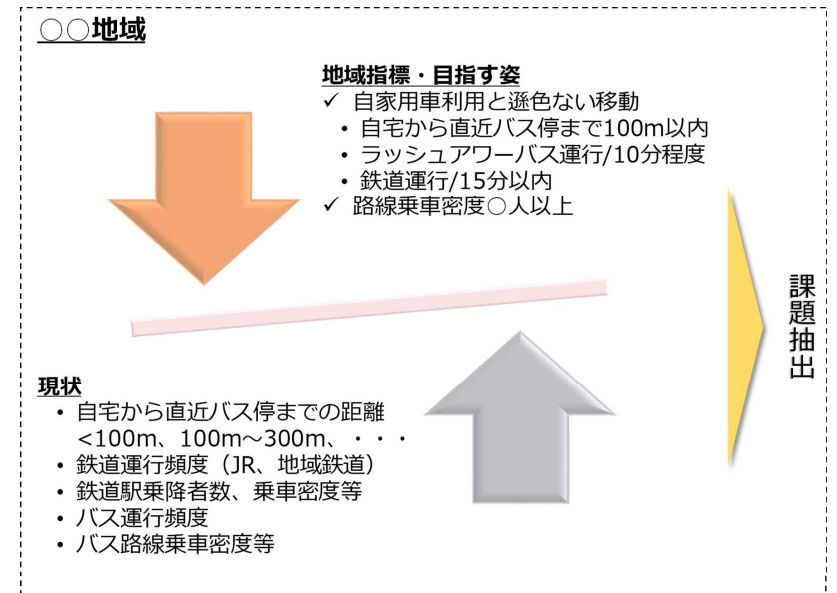 ○○地域
地域指標・目指す姿
✓ 自家用車利用と遜色ない移動
• 自宅から直近バス停まで100m以内
• ラッシュアワーバス運行/10分程度
• 鉄道運行/15分以内
✓ 路線乗車密度○人以上
課題抽出
現状
• 自宅から直近バス停までの距離
<100m、100m～300m、・・・
• 鉄道運行頻度（JR、地域鉄道）
• 鉄道駅乗降者数、乗車密度等
• バス運行頻度
• バス路線乗車密度等